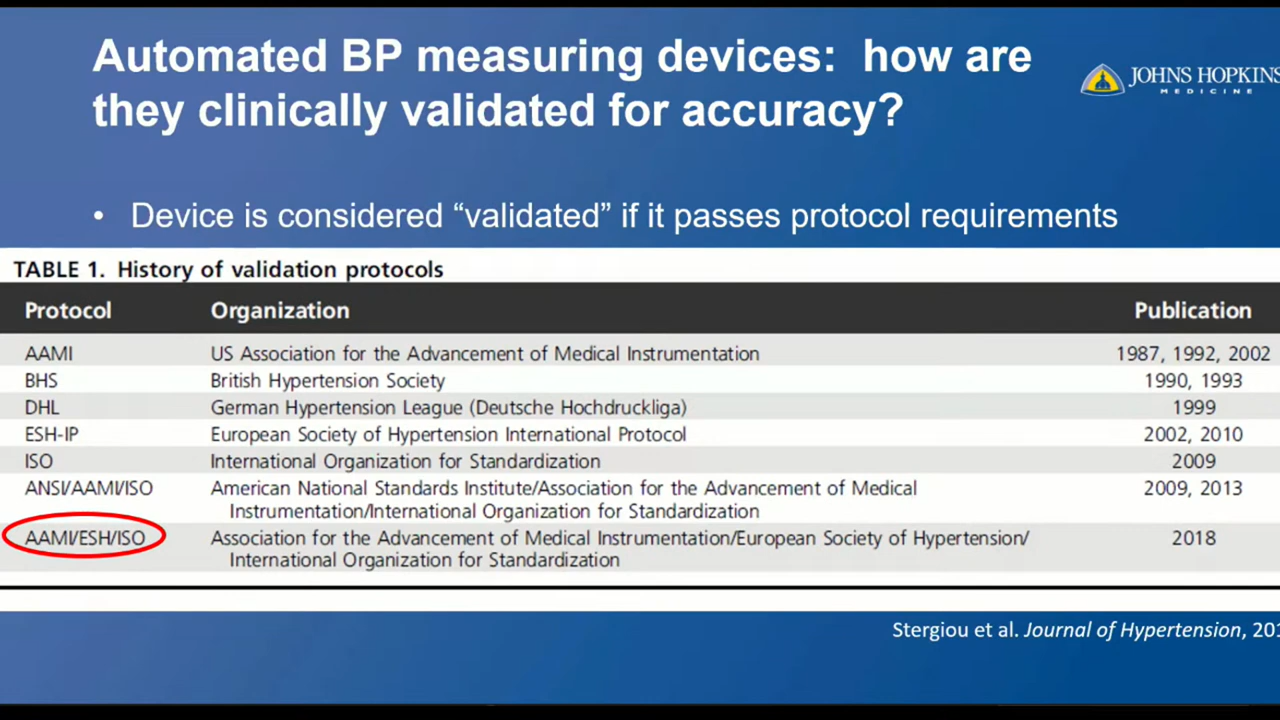 Automated BP measuring devices: how are
they clinically validated for accuracy?
JOHNS HOPKINS
MEDICINE
• Device is considered “validated” if it passes protocol requirements
TABLE 1. History of validation protocols
Protocol Organization Publication
AAMI US Association for the Advancement of Medical Instrumentation 1987, 1992, 2002
BHS British Hypertension Society 1990, 1993
DHL German Hypertension League (Deutsche Hochdruckliga) 1999
ESH-IP European Society of Hypertension International Protocol 2002, 2010
ISO International Organization for Standardization 2009
ANSI/AAMI/ISO American National Standards Institute/Association for the Advancement of Medical 2009, 2013
Instrumentation/International Organization for Standardization
AAMI/ESH/ISO Association for the Advancement of Medical Instrumentation/European Society of Hypertension/ 2018
International Organization for Standardization
Stergiou et al. Journal of Hypertension,